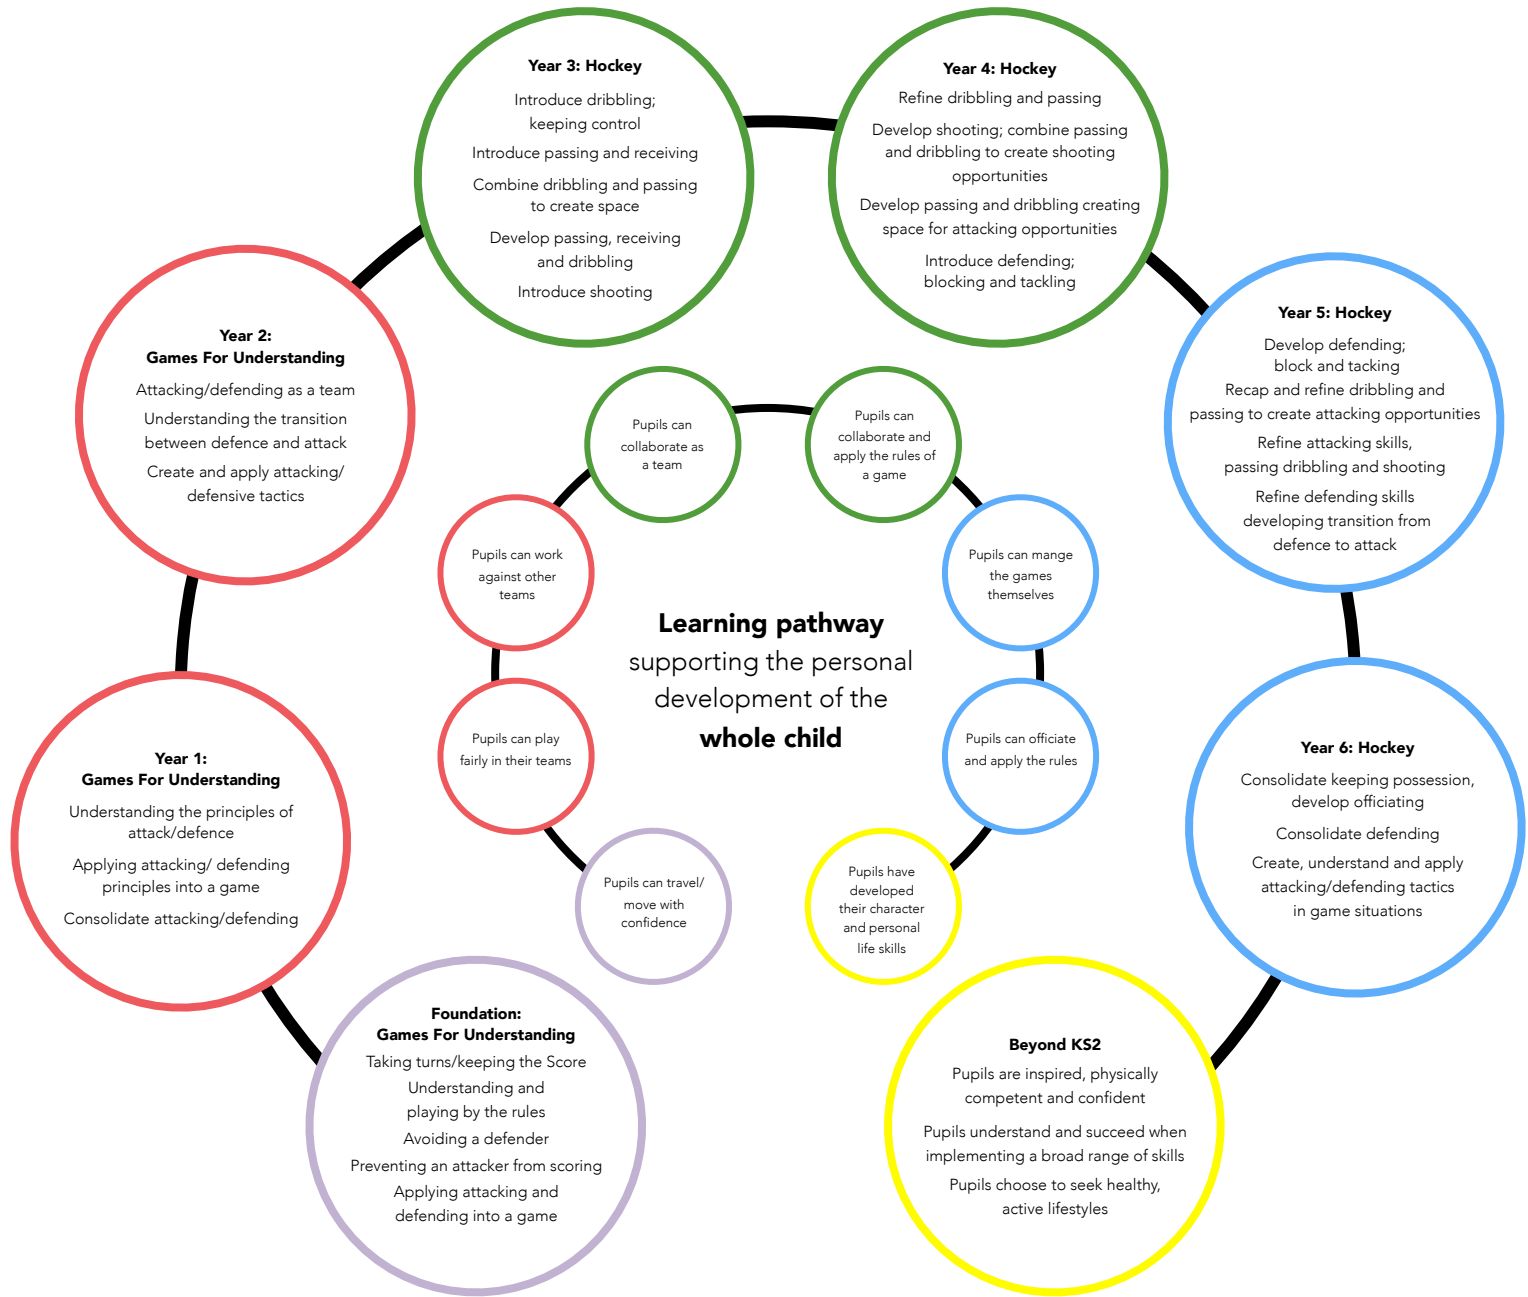 Year 3: Hockey
Introduce dribbling;
keeping control
Introduce passing and receiving
Combine dribbling and passing
to create space
Develop passing, receiving
and dribbling
Introduce shooting
Year 4: Hockey
Refine dribbling and passing
Develop shooting; combine passing
and dribbling to create shooting
opportunities
Develop passing and dribbling creating
space for attacking opportunities
Introduce defending;
blocking and tackling
Year 2:
Games For Understanding
Attacking/defending as a team
Understanding the transition
between defence and attack
Create and apply attacking/
defensive tactics
Year 5: Hockey
Develop defending;
block and tacking
Recap and refine dribbling and
passing to create attacking opportunities
Refine attacking skills,
passing dribbling and shooting
Refine defending skills
developing transition from
defence to attack
Pupils can
collaborate as
a team
Pupils can
collaborate and
apply the rules of
a game
Pupils can work
against other
teams
Pupils can mange
the games
themselves
Learning pathway
supporting the personal
development of the
whole child
Pupils can play
fairly in their teams
Pupils can officiate
and apply the rules
Year 1:
Games For Understanding
Understanding the principles of
attack/defence
Applying attacking/ defending
principles into a game
Consolidate attacking/defending
Year 6: Hockey
Consolidate keeping possession,
develop officiating
Consolidate defending
Create, understand and apply
attacking/defending tactics
in game situations
Pupils can travel/
move with
confidence
Pupils have
developed
their character
and personal
life skills
Foundation:
Games For Understanding
Taking turns/keeping the Score
Understanding and
playing by the rules
Avoiding a defender
Preventing an attacker from scoring
Applying attacking and
defending into a game
Beyond KS2
Pupils are inspired, physically
competent and confident
Pupils understand and succeed when
implementing a broad range of skills
Pupils choose to seek healthy,
active lifestyles